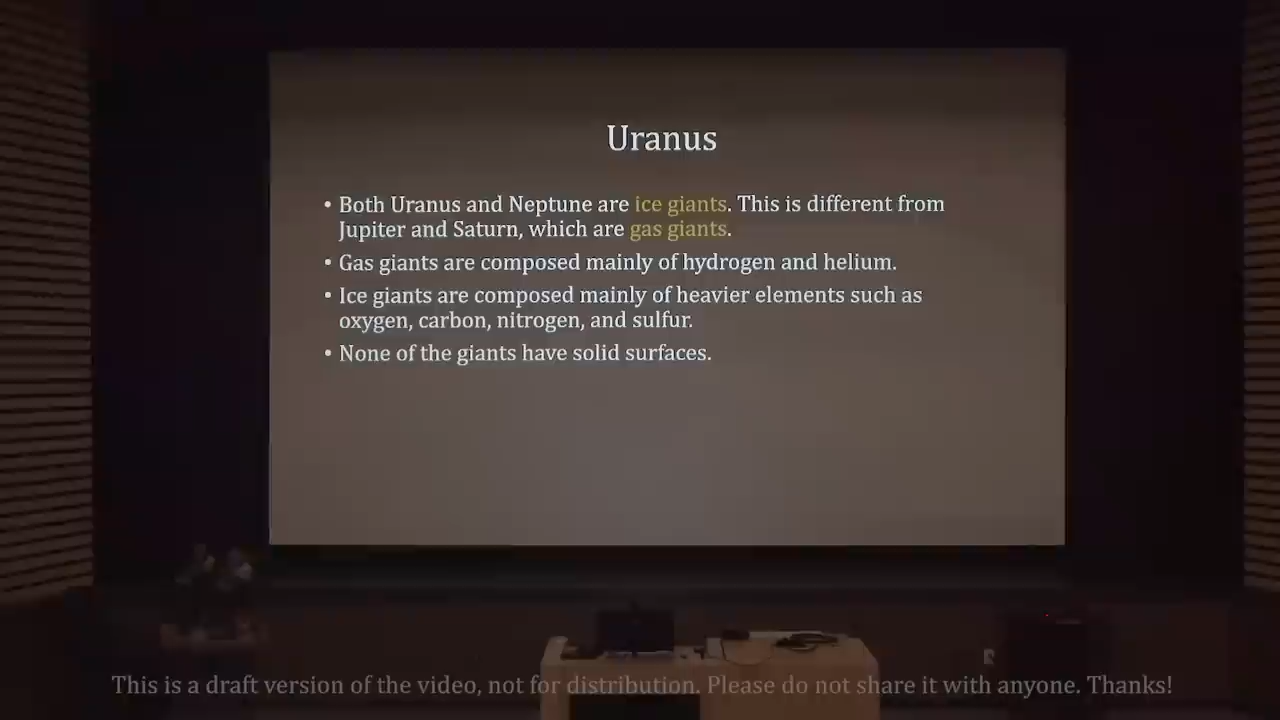 Uranus
• Both Uranus and Neptune are ice giants. This is different from
Jupiter and Saturn, which are gas giants.
• Gas giants are composed mainly of hydrogen and helium.
• Ice giants are composed mainly of heavier elements such as
oxygen, carbon, nitrogen, and sulfur.
• None of the giants have solid surfaces.
This is a draft version of the video, not for distribution. Please do not share it with anyone. Thanks!